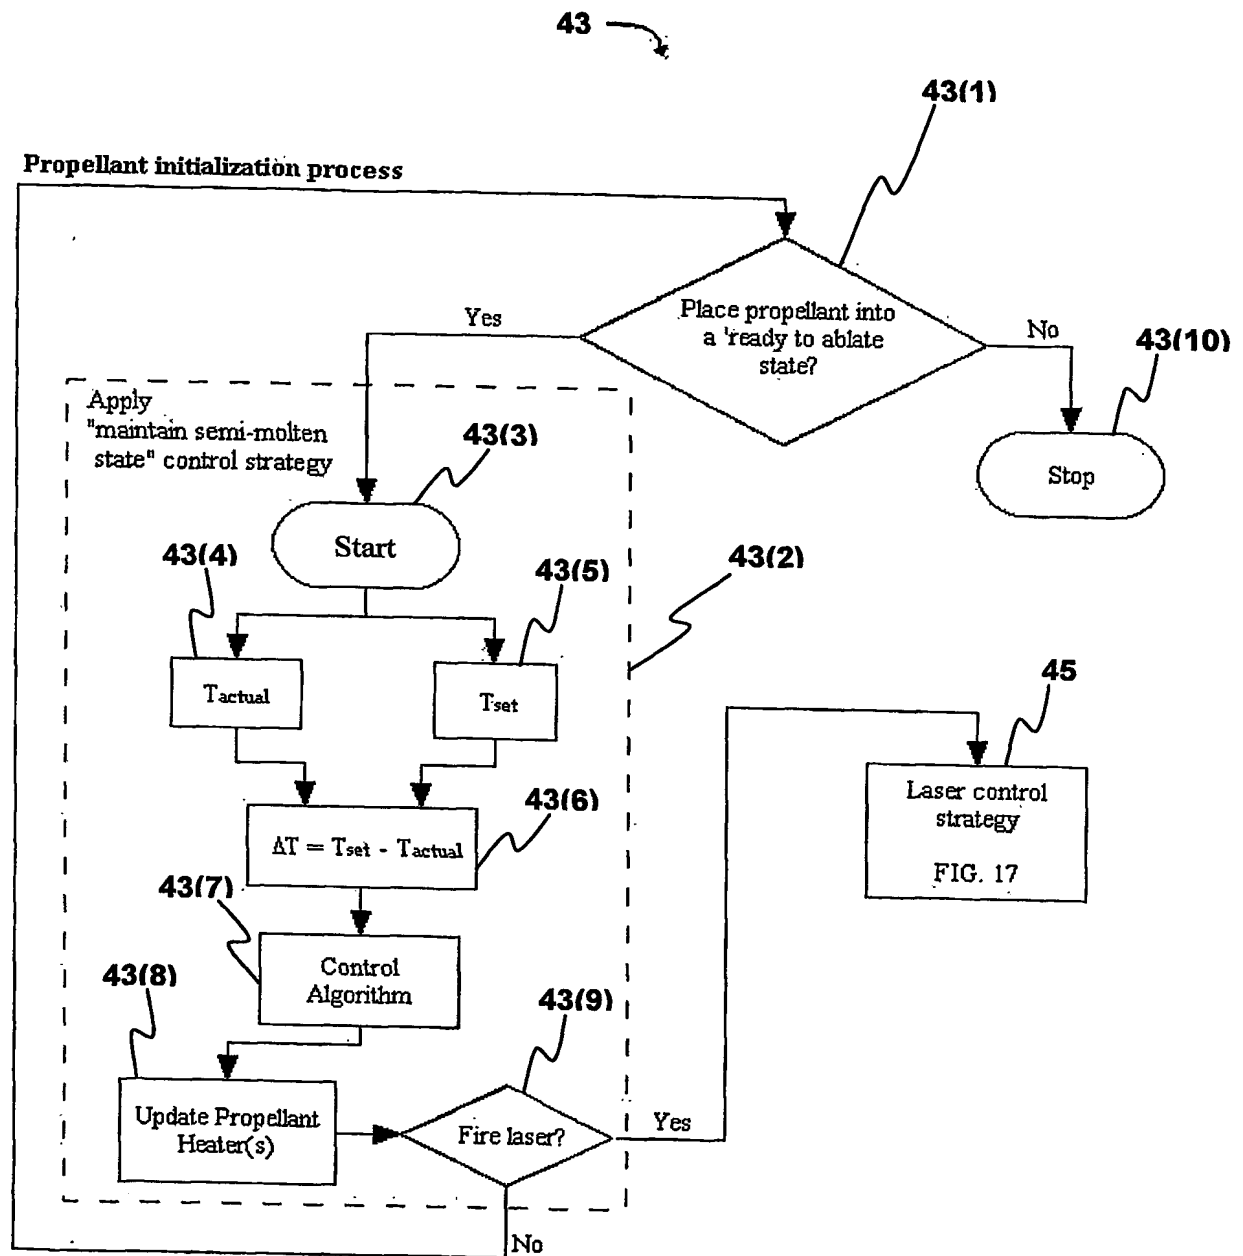 43
43(1)
Propellant initialization process
Place propellant into
a 'ready to ablate
state?
Yes
No
43(10)
Stop
Apply
"maintain semi-molten
state" control strategy
43(3)
Start
43(4)
43(5)
43(2)
Tactual
Tset
45
Laser control
strategy
FIG. 17
43(6)
ΔT = Tset - Tactual
43(7)
Control
Algorithm
43(8)
43(9)
Update Propellant
Heater(s)
Fire laser?
Yes
No